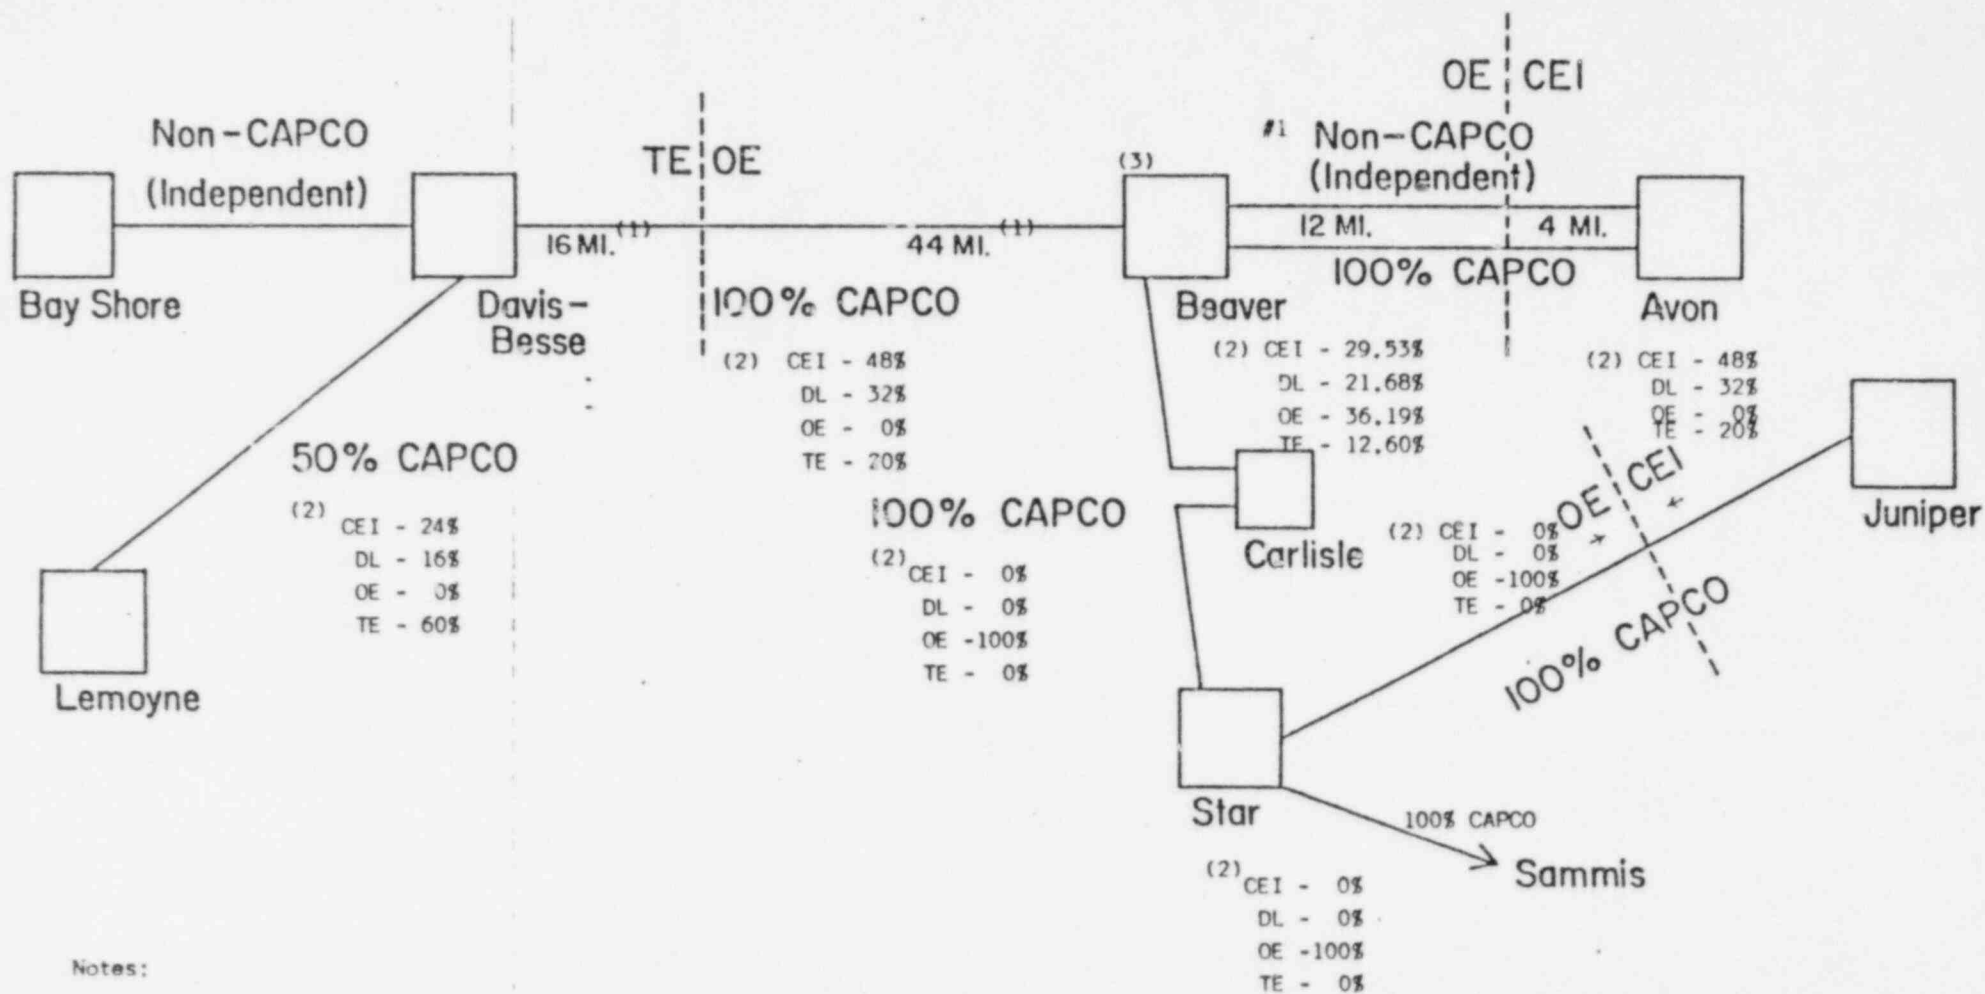 OE CEI
Non-CAPCO
(Independent)
TE OE
#1 Non-CAPCO
(Independent)
(3)
16 MI. (1)
44 MI. (1)
12 MI.
4 MI.
100% CAPCO
Bay Shore
Davis-
Besse
100% CAPCO
(2) CEI - 48%
DL - 32%
OE - 0%
TE - 20%
Beaver
(2) CEI - 29.53%
DL - 21.68%
OE - 36.19%
TE - 12.60%
Avon
(2) CEI - 48%
DL - 32%
OE - 0%
TE - 20%
50% CAPCO
(2) CEI - 24%
DL - 16%
OE - 0%
TE - 60%
100% CAPCO
(2) CEI - 0%
DL - 0%
OE -100%
TE - 0%
Carlisle
(2) CEI - 0%
DL - 0%
OE -100%
TE - 0%
OE CEI
100% CAPCO
Juniper
Lemoyne
Star
100% CAPCO
Sammis
(2) CEI - 0%
DL - 0%
OE -100%
TE - 0%
Notes: